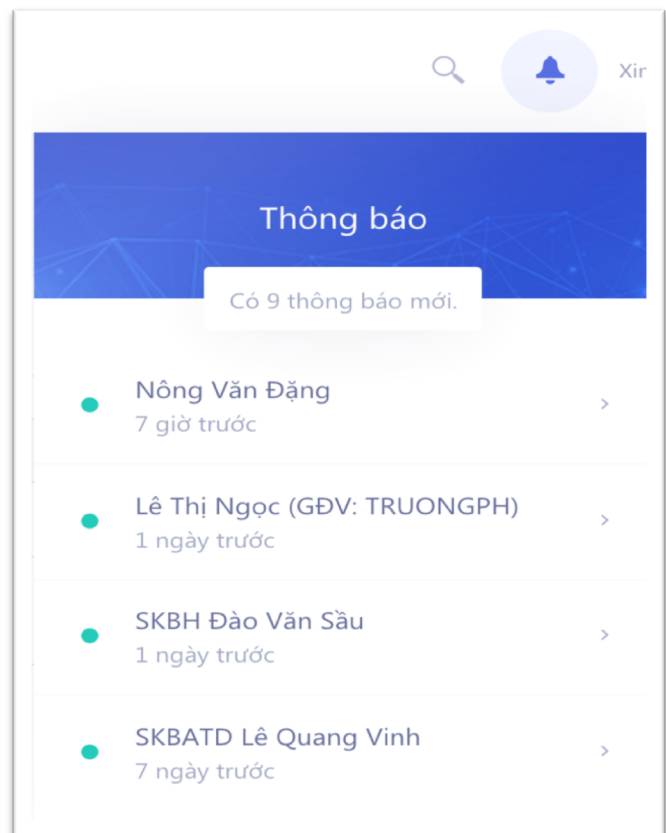 Xir
Thông báo
Có 9 thông báo mới.
Nông Văn Đặng
7 giờ trước
Lê Thị Ngọc (GĐV: TRUONGPH)
1 ngày trước
SKBH Đào Văn Sầu
1 ngày trước
SKBATD Lê Quang Vinh
7 ngày trước